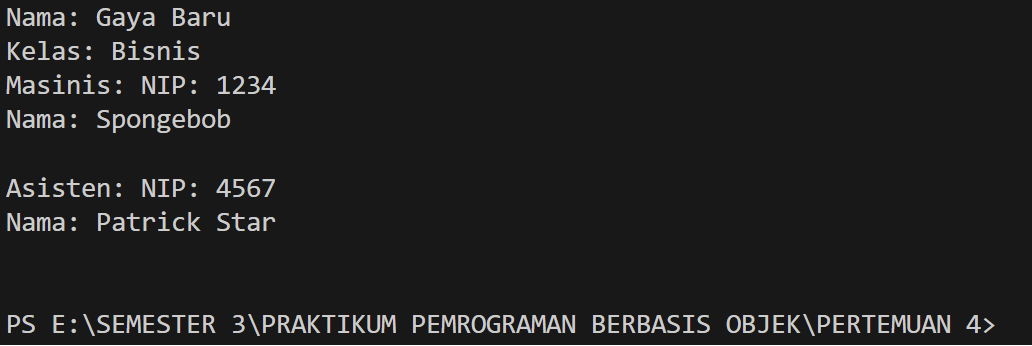 Nama: Gaya Baru
Kelas: Bisnis
Masinis: NIP: 1234
Nama: Spongebob
Asisten: NIP: 4567
Nama: Patrick Star
PS E:\SEMESTER 3\PRAKTIKUM PEMROGRAMAN BERBASIS OBJEK\PERTEMUAN 4>